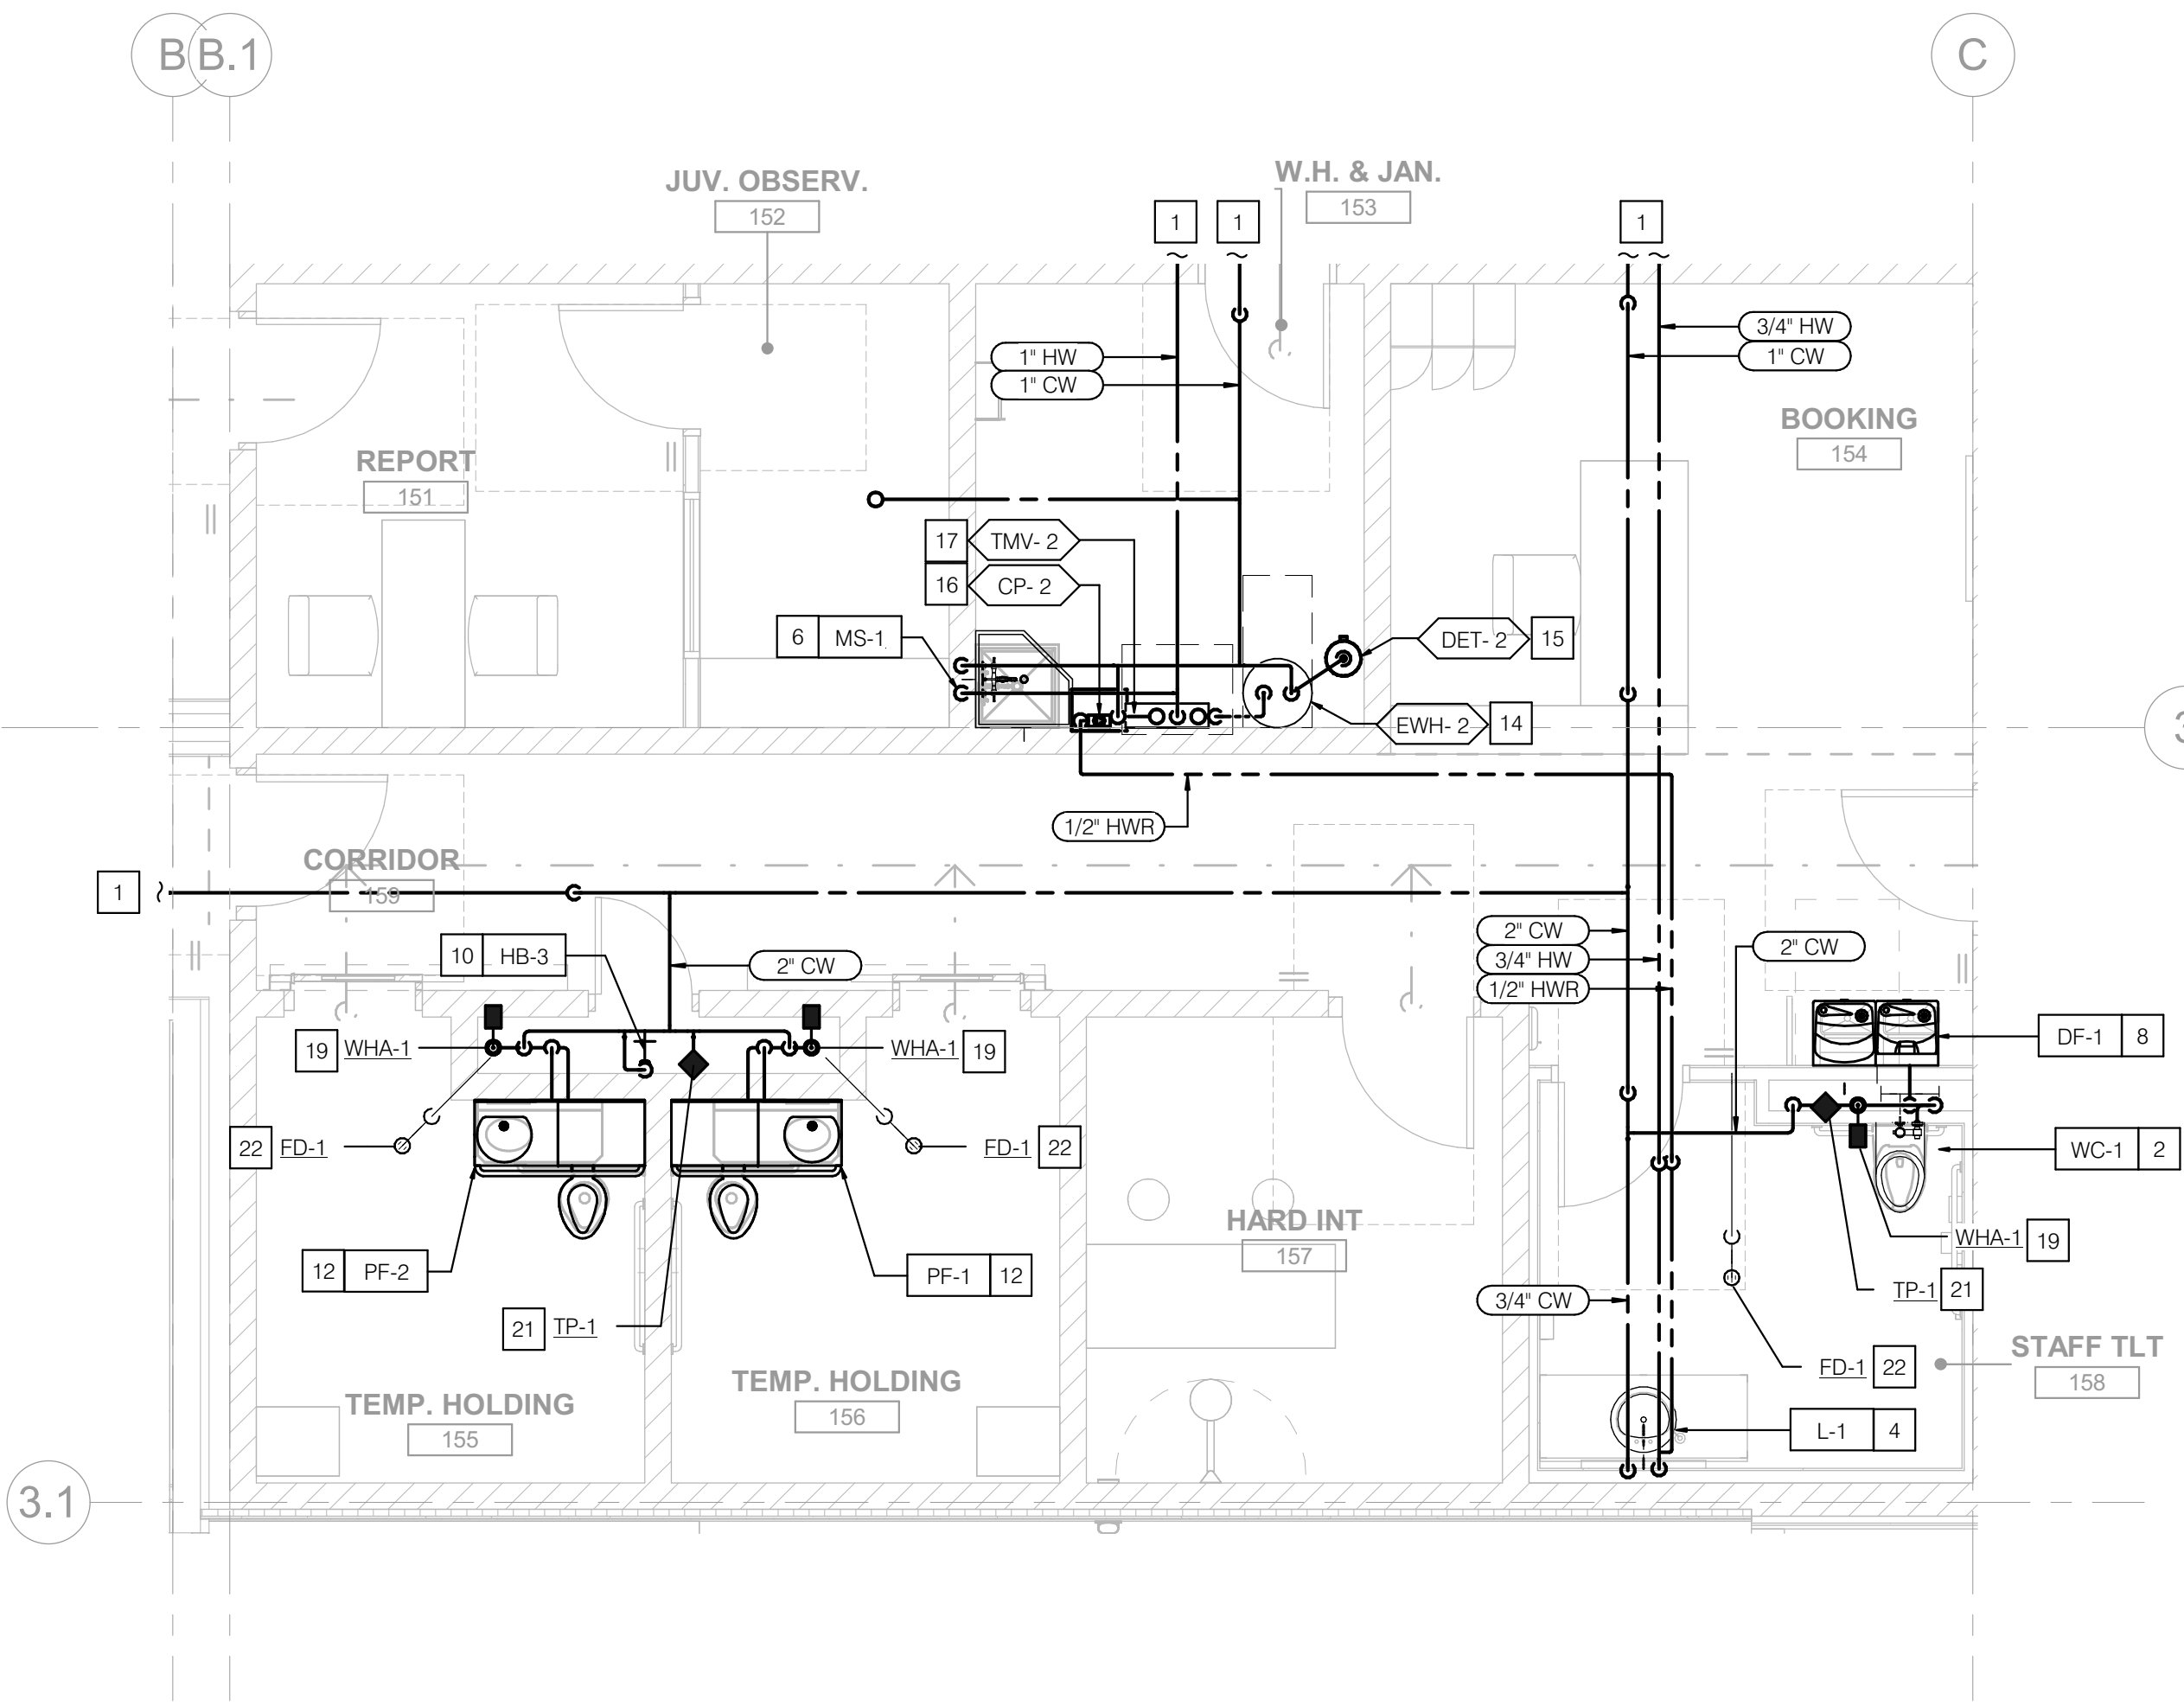 B
B.1
C
JUV. OBSERV.
152
W.H. & JAN.
153
1
1
1
3/4" HW
1" CW
1" HW
1" CW
BOOKING
154
REPORT
151
17 TMV- 2
16 CP- 2
6 MS-1
DET- 2 15
EWH- 2 14
1/2" HWR
CORRIDOR
159
1
10 HB-3
2" CW
2" CW
3/4" HW
1/2" HWR
2" CW
19 WHA-1
WHA-1 19
DF-1 8
22 FD-1
FD-1 22
WC-1 2
HARD INT
157
WHA-1 19
12 PF-2
PF-1 12
3/4" CW
TP-1 21
21 TP-1
STAFF TLT
158
FD-1 22
TEMP. HOLDING
156
TEMP. HOLDING
155
L-1 4
3.1